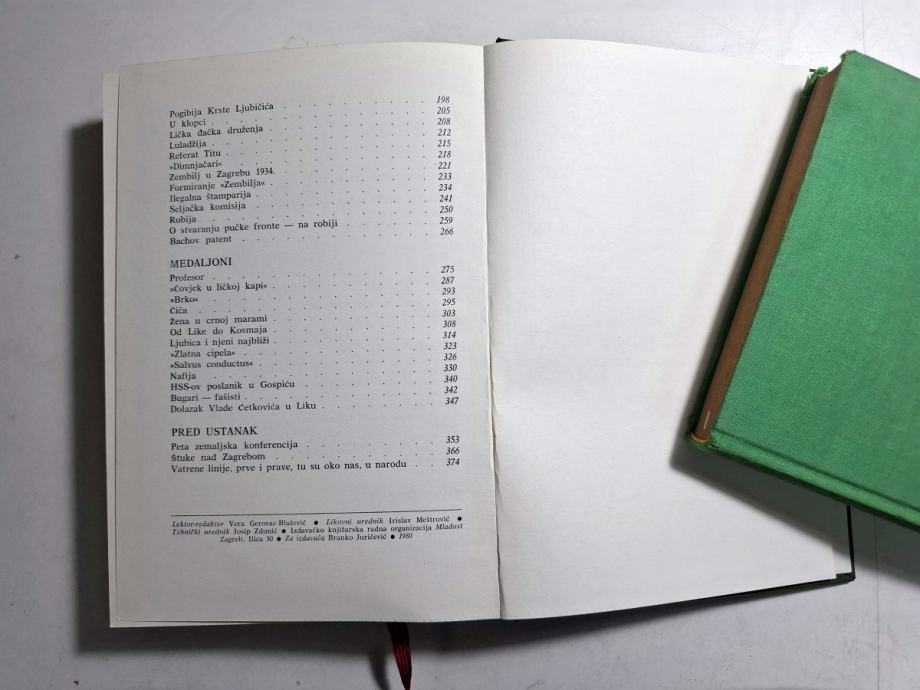 Pogibija Krste Ljubičića . . . . . . . . . . 198
U klopci . . . . . . . . . . . . . 205
Lička đačka druženja . . . . . . . . . . 208
Luladžija . . . . . . . . . . . . . 212
Referat Titu . . . . . . . . . . . . 215
»Dimnjačari« . . . . . . . . . . . . 218
Zembilj u Zagrebu 1934. . . . . . . . . . 221
Formiranje »Zembilja« . . . . . . . . . . 233
Ilegalna štamparija . . . . . . . . . . 234
Seljačka komisija . . . . . . . . . . . 241
Robija . . . . . . . . . . . . . 250
O stvaranju pučke fronte — na robiji . . . . . . 259
Bachov patent . . . . . . . . . . . 266
MEDALJONI
Profesor . . . . . . . . . . . . . 275
»Čovjek u ličkoj kapi« . . . . . . . . . . 287
»Brko« . . . . . . . . . . . . . 293
Čiča . . . . . . . . . . . . . 295
Žena u crnoj marami . . . . . . . . . . 303
Od Like do Kosmaja . . . . . . . . . . 308
Ljubica i njeni najbliži . . . . . . . . . . 314
»Zlatna cipela« . . . . . . . . . . . 323
»Salvus conductus« . . . . . . . . . . 326
Nafija . . . . . . . . . . . . . 330
HSS-ov poslanik u Gospiću . . . . . . . . 340
Bugari — fašisti . . . . . . . . . . . 342
Dolazak Vlade Ćetkovića u Liku . . . . . . . 347
PRED USTANAK
Peta zemaljska konferencija . . . . . . . . 353
Štuke nad Zagrebom . . . . . . . . . . 366
Vatrene linije, prve i prave, tu su oko nas, u narodu . . 374
Lektor-redaktor Vera Gerovac-Blažević ● Likovni urednik Irislav Meštrović ●
Tehnički urednik Josip Zdunić ● Izdavačko knjižarska radna organizacija Mladost
Zagreb, Ilica 30 ● Za izdavača Branko Juričević ● 1980